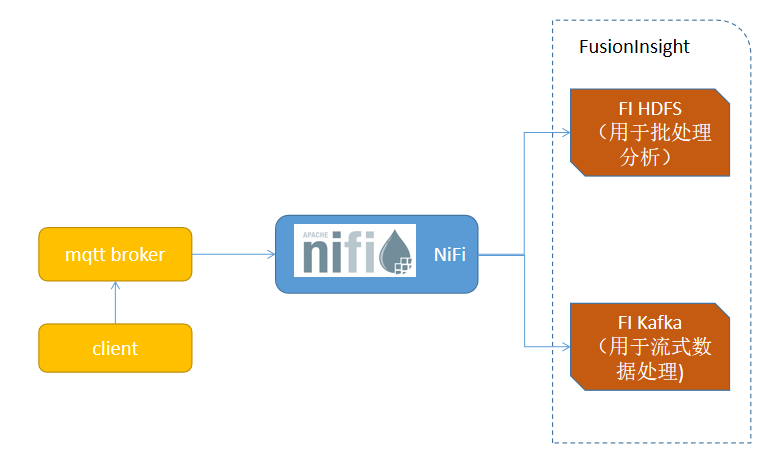 FusionInsight
FI HDFS
（用于批处理
分析）
APACHE
nifi
NiFi
mqtt broker
client
FI Kafka
（用于流式数
据处理)